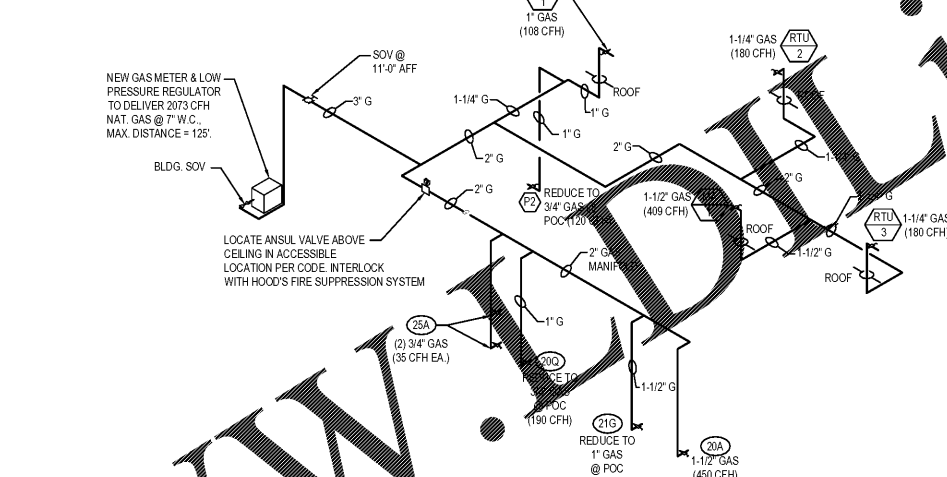 1
1" GAS
(108 CFH)
1-1/4" GAS
(180 CFH)
RTU
2
SOV @
11'-0" AFF
NEW GAS METER & LOW
PRESSURE REGULATOR
TO DELIVER 2073 CFH
NAT. GAS @ 7" W.C.,
MAX. DISTANCE = 125'.
3" G
1-1/4" G
ROOF
ROOF
1" G
1" G
2" G
2" G
BLDG. SOV
2" G
2" G
P2
REDUCE TO
3/4" GAS
POC (120
1-1/2" GAS
(409 CFH)
RTU
3
1-1/4" GAS
(180 CFH)
ROOF
1-1/2" G
ROOF
LOCATE ANSUL VALVE ABOVE
CEILING IN ACCESSIBLE
LOCATION PER CODE. INTERLOCK
WITH HOOD'S FIRE SUPPRESSION SYSTEM
2" GAS
MANIFOLD
1" G
25A
(2) 3/4" GAS
(35 CFH EA.)
20Q
REDUCE TO
@ POC
(190 CFH)
1-1/2" G
21G
REDUCE TO
1" GAS
@ POC
20A
1-1/2" GAS
(450 CFH)
WW.LDHL